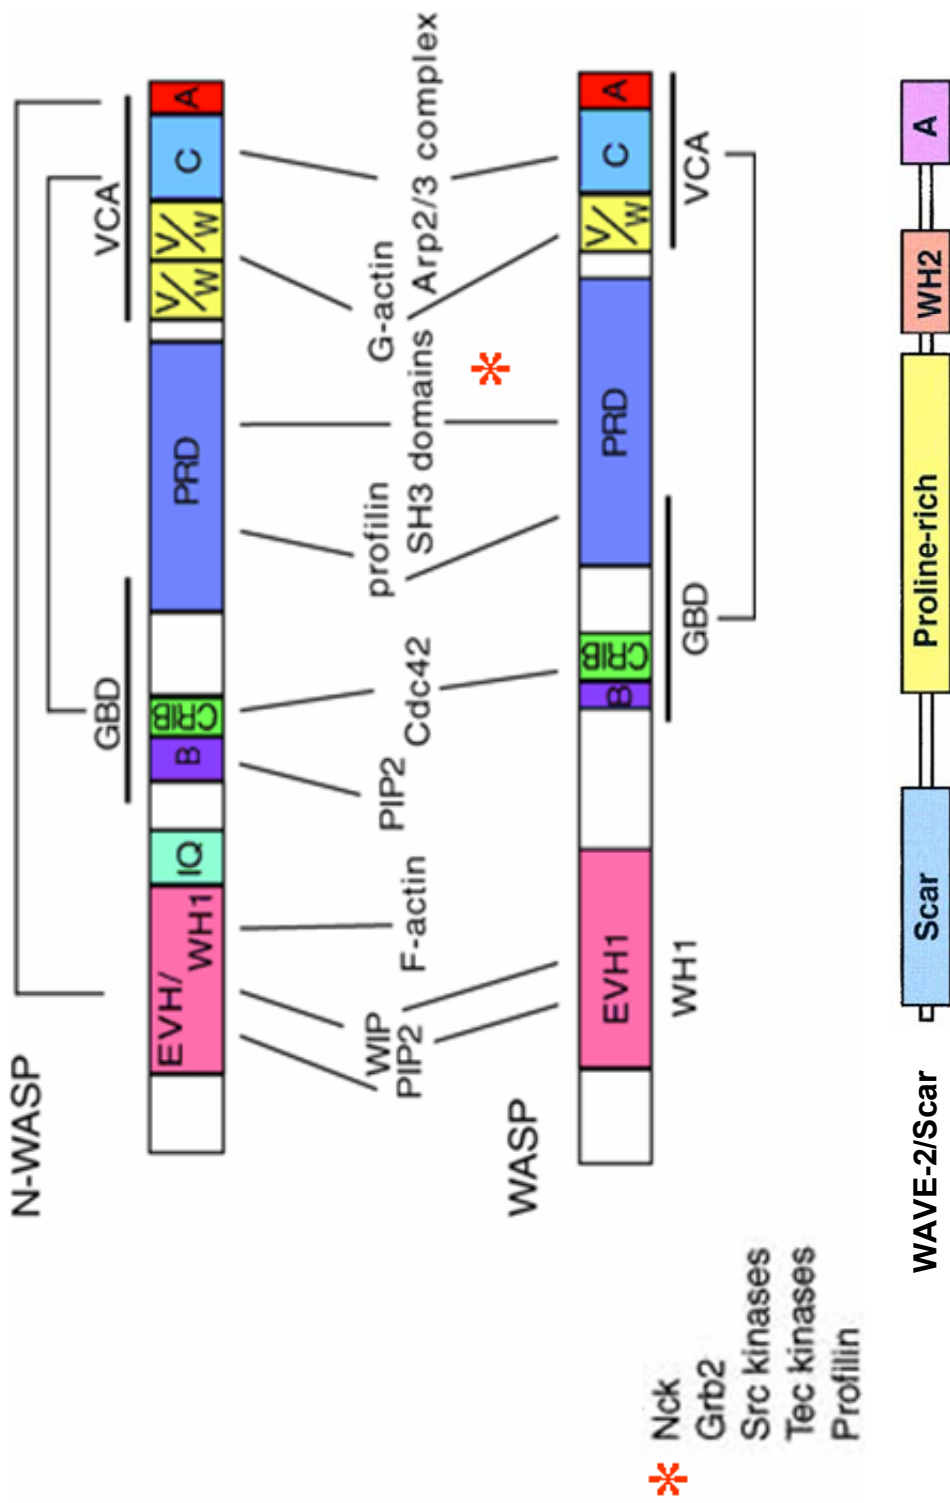 N-WASP
GBD
VCA
EVH/
WH1
IQ
B
CRIB
PRD
V/W
V/W
C
A
WIP
PIP2
F-actin
PIP2
Cdc42
profilin
SH3 domains
G-actin
Arp2/3 complex
*
WASP
EVH1
B
CRIB
PRD
V/W
C
A
WH1
GBD
VCA
* Nck
Grb2
Src kinases
Tec kinases
Profilin
WAVE-2/Scar
Scar
Proline-rich
WH2
A